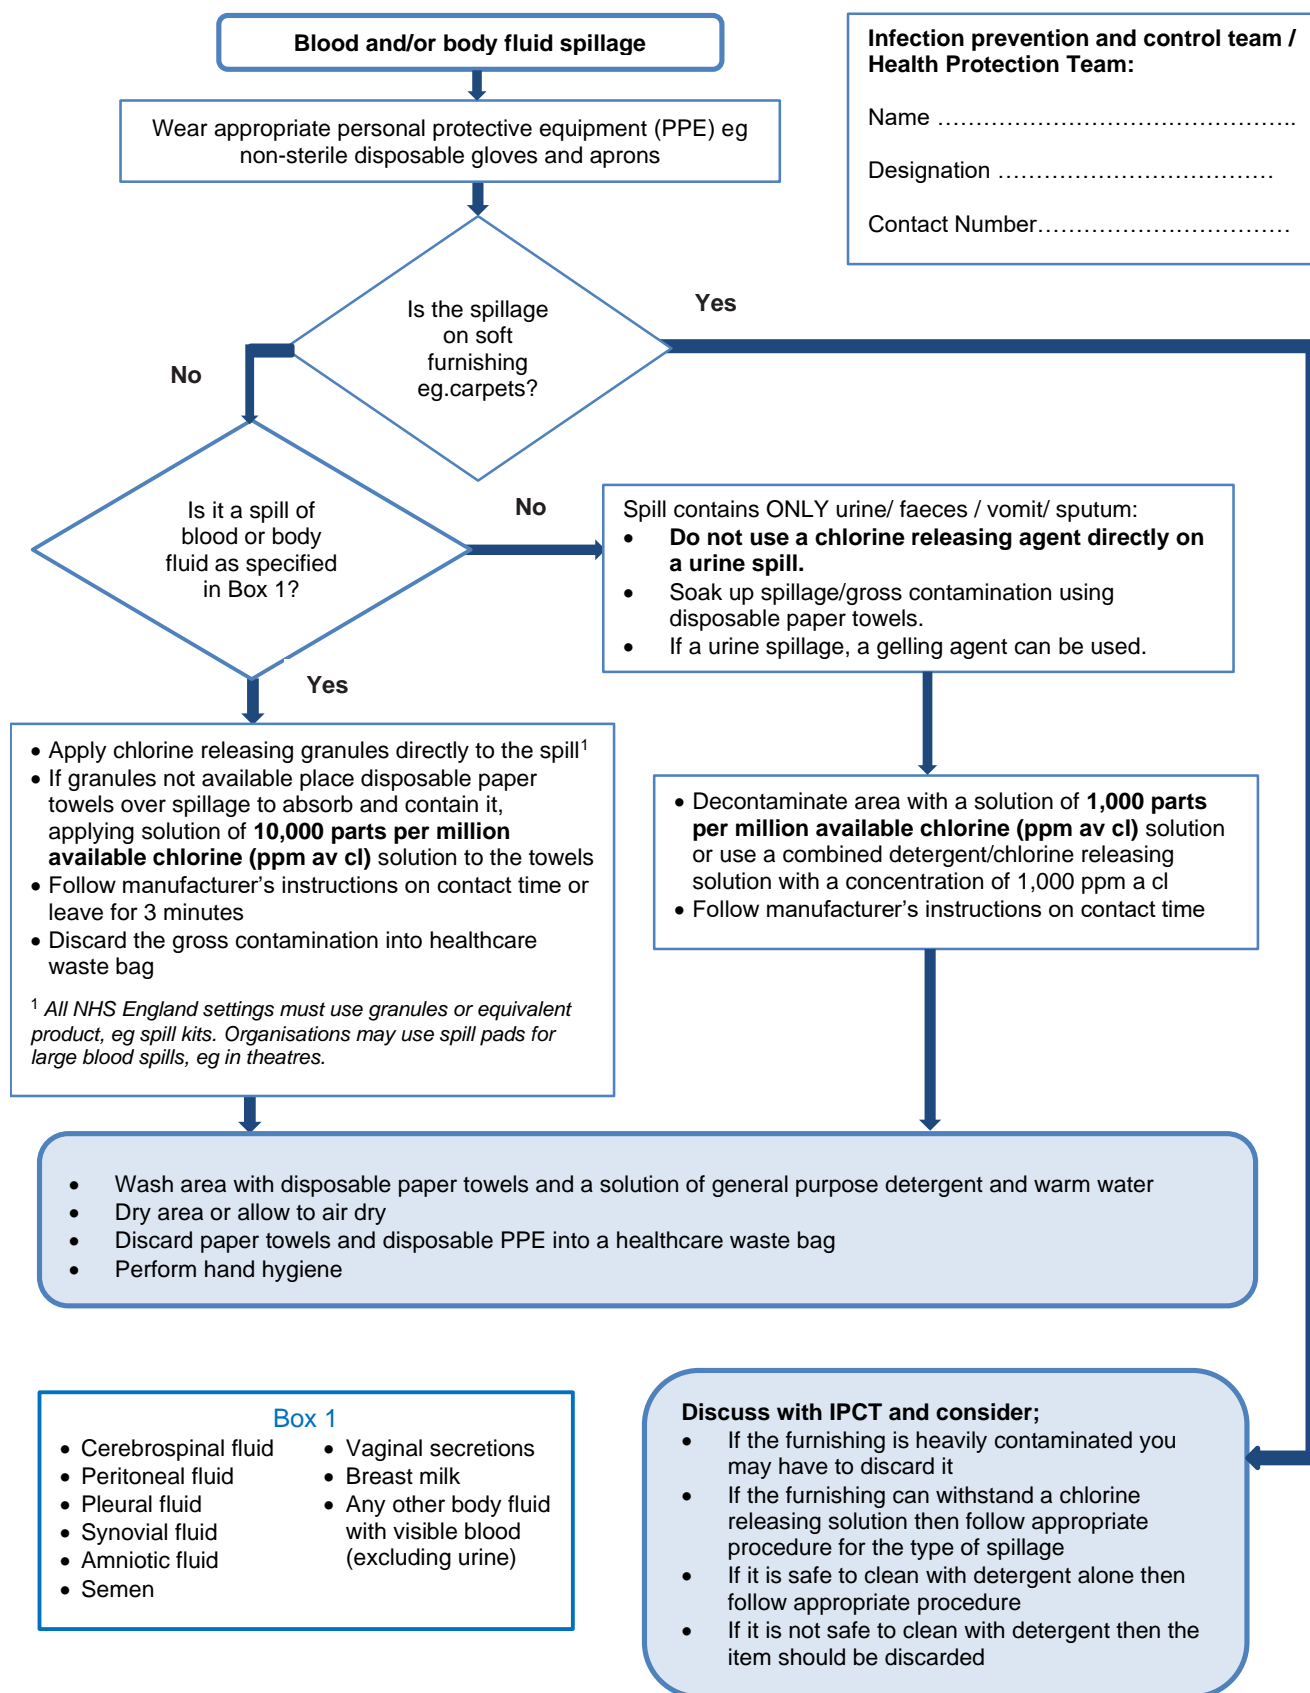 Blood and/or body fluid spillage
Infection prevention and control team /
Health Protection Team:
Name …………………………………………..
Designation ………………………………
Contact Number……………………………
Wear appropriate personal protective equipment (PPE) eg
non-sterile disposable gloves and aprons
Is the spillage
on soft
furnishing
eg.carpets?
Yes
No
Is it a spill of
blood or body
fluid as specified
in Box 1?
No
Yes
Spill contains ONLY urine/ faeces / vomit/ sputum:
• Do not use a chlorine releasing agent directly on
a urine spill.
• Soak up spillage/gross contamination using
disposable paper towels.
• If a urine spillage, a gelling agent can be used.
• Apply chlorine releasing granules directly to the spill¹
• If granules not available place disposable paper
towels over spillage to absorb and contain it,
applying solution of 10,000 parts per million
available chlorine (ppm av cl) solution to the towels
• Follow manufacturer’s instructions on contact time or
leave for 3 minutes
• Discard the gross contamination into healthcare
waste bag
¹ All NHS England settings must use granules or equivalent
product, eg spill kits. Organisations may use spill pads for
large blood spills, eg in theatres.
• Decontaminate area with a solution of 1,000 parts
per million available chlorine (ppm av cl) solution
or use a combined detergent/chlorine releasing
solution with a concentration of 1,000 ppm a cl
• Follow manufacturer’s instructions on contact time
• Wash area with disposable paper towels and a solution of general purpose detergent and warm water
• Dry area or allow to air dry
• Discard paper towels and disposable PPE into a healthcare waste bag
• Perform hand hygiene
Box 1
• Cerebrospinal fluid
• Peritoneal fluid
• Pleural fluid
• Synovial fluid
• Amniotic fluid
• Semen
• Vaginal secretions
• Breast milk
• Any other body fluid
with visible blood
(excluding urine)
Discuss with IPCT and consider;
• If the furnishing is heavily contaminated you
may have to discard it
• If the furnishing can withstand a chlorine
releasing solution then follow appropriate
procedure for the type of spillage
• If it is safe to clean with detergent alone then
follow appropriate procedure
• If it is not safe to clean with detergent then the
item should be discarded